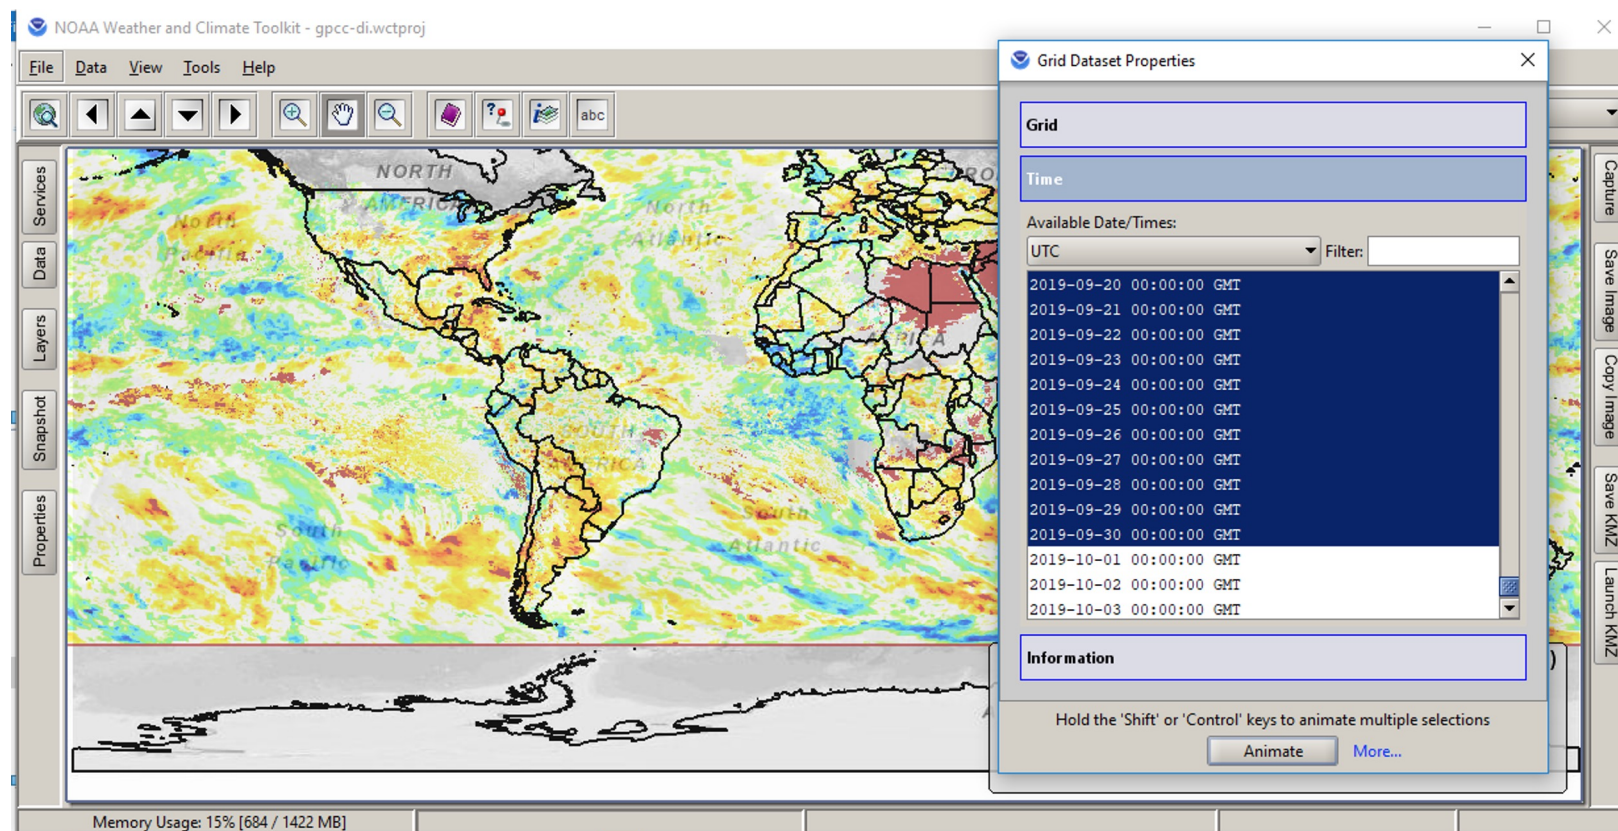 NOAA Weather and Climate Toolkit - gpcc-di.wctproj
File Data View Tools Help
abc
Services
Data
Layers
Snapshot
Properties
NORTH
AMERICA
North
Pacific
North
Atlantic
AFRICA
SOUTH
AMERICA
South
Pacific
South
Atlantic
Grid Dataset Properties
Grid
Time
Available Date/Times:
UTC Filter:
2019-09-20 00:00:00 GMT
2019-09-21 00:00:00 GMT
2019-09-22 00:00:00 GMT
2019-09-23 00:00:00 GMT
2019-09-24 00:00:00 GMT
2019-09-25 00:00:00 GMT
2019-09-26 00:00:00 GMT
2019-09-27 00:00:00 GMT
2019-09-28 00:00:00 GMT
2019-09-29 00:00:00 GMT
2019-09-30 00:00:00 GMT
2019-10-01 00:00:00 GMT
2019-10-02 00:00:00 GMT
2019-10-03 00:00:00 GMT
Information
Hold the 'Shift' or 'Control' keys to animate multiple selections
Animate More...
Capture
Save Image
Copy Image
Save KMZ
Launch KMZ
Memory Usage: 15% [684 / 1422 MB]